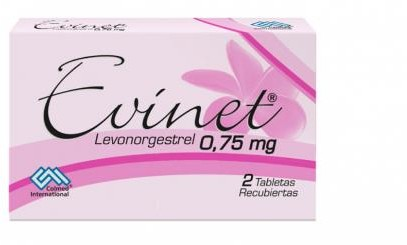 Evinet®
Levonorgestrel 0,75 mg
2 Tabletas
Recubiertas
Colmed
International